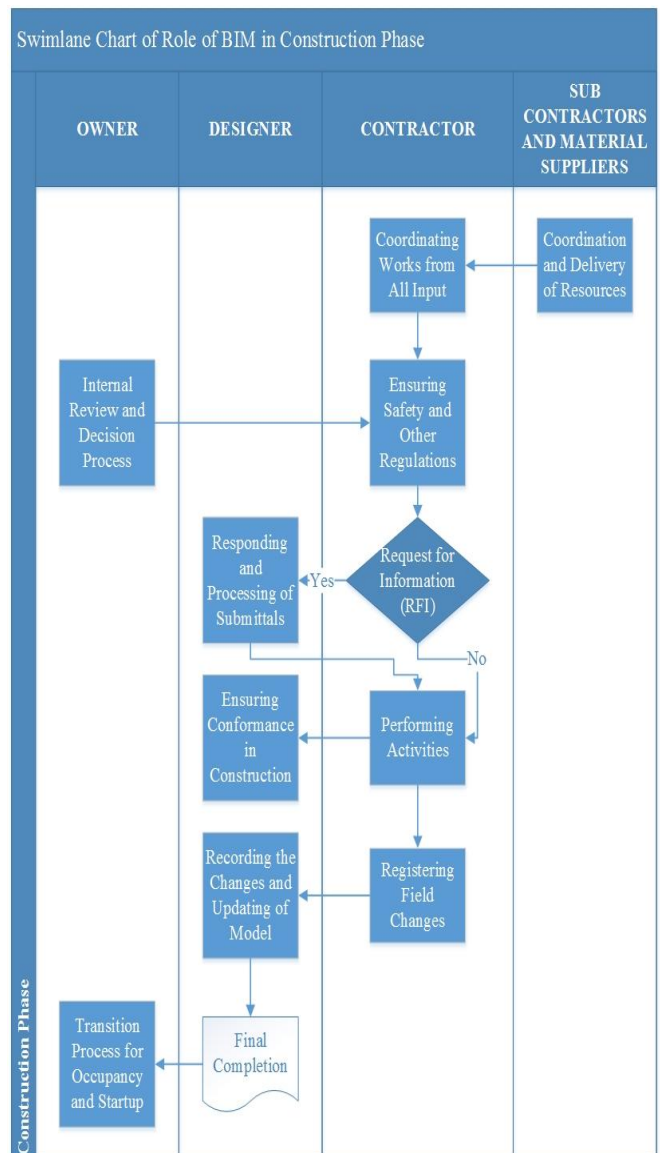 Swimlane Chart of Role of BIM in Construction Phase
OWNER
DESIGNER
CONTRACTOR
SUB
CONTRACTORS
AND MATERIAL
SUPPLIERS
Coordinating
Works from
All Input
Coordination
and Delivery
of Resources
Internal
Review and
Decision
Process
Ensuring
Safety and
Other
Regulations
Responding
and
Processing of
Submittals
Yes
Request for
Information
(RFI)
No
Ensuring
Conformance
in
Construction
Performing
Activities
Recording the
Changes and
Updating of
Model
Registering
Field
Changes
Transition
Process for
Occupancy
and Startup
Final
Completion
Construction Phase